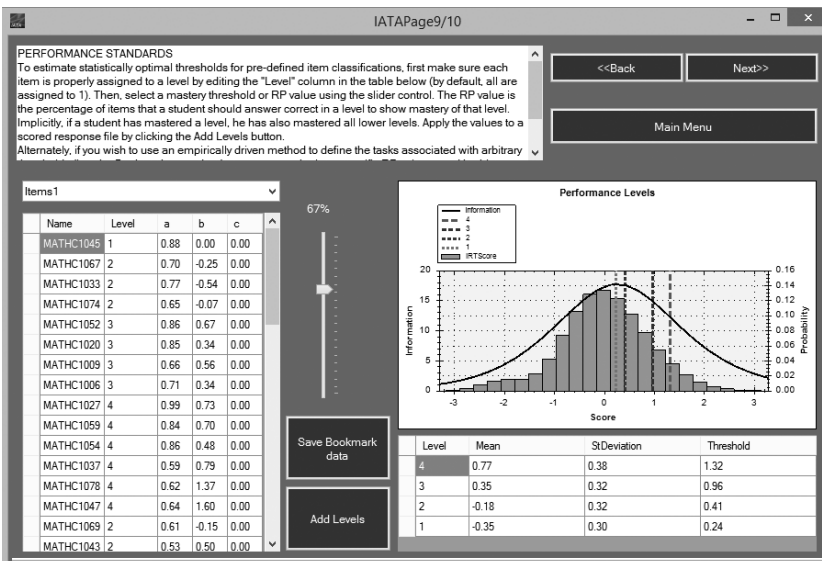 IATAPage9/10
PERFORMANCE STANDARDS
To estimate statistically optimal thresholds for pre-defined item classifications, first make sure each
item is properly assigned to a level by editing the "Level" column in the table below (by default, all are
assigned to 1). Then, select a mastery threshold or RP value using the slider control. The RP value is
the percentage of items that a student should answer correct in a level to show mastery of that level.
Implicitly, if a student has mastered a level, he has also mastered all lower levels. Apply the values to a
scored response file by clicking the Add Levels button.
Alternately, if you wish to use an empirically driven method to define the tasks associated with arbitrary
<<Back
Next>>
Main Menu
Items1
67%
Name Level a b c
MATHC1045 1 0.88 0.00 0.00
MATHC1067 2 0.70 -0.25 0.00
MATHC1033 2 0.77 -0.54 0.00
MATHC1074 2 0.65 -0.07 0.00
MATHC1052 3 0.86 0.67 0.00
MATHC1020 3 0.85 0.34 0.00
MATHC1009 3 0.66 0.56 0.00
MATHC1006 3 0.71 0.34 0.00
MATHC1027 4 0.99 0.73 0.00
MATHC1059 4 0.84 0.70 0.00
MATHC1054 4 0.86 0.48 0.00
MATHC1037 4 0.59 0.79 0.00
MATHC1078 4 0.62 1.37 0.00
MATHC1047 4 0.64 1.60 0.00
MATHC1069 2 0.61 -0.15 0.00
MATHC1043 2 0.53 0.50 0.00
Save Bookmark
data
Add Levels
Performance Levels
Information
4
3
2
1
IRTScore
20
15
10
5
0
Information
0.16
0.14
0.12
0.10
0.08
0.06
0.04
0.02
0.00
Probability
-3 -2 -1 0 1 2 3
Score
Level Mean StDeviation Threshold
4 0.77 0.38 1.32
3 0.35 0.32 0.96
2 -0.18 0.32 0.41
1 -0.35 0.30 0.24